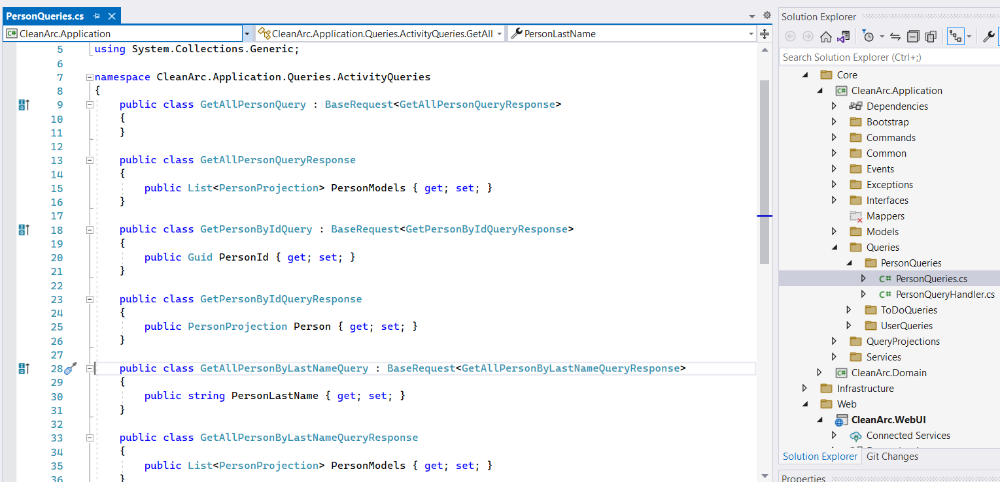 PersonQueries.cs
CleanArc.Application
CleanArc.Application.Queries.ActivityQueries.GetAll
PersonLastName
5 using System.Collections.Generic;
6
7 namespace CleanArc.Application.Queries.ActivityQueries
8 {
9 public class GetAllPersonQuery : BaseRequest<GetAllPersonQueryResponse>
10 {
11 }
12
13 public class GetAllPersonQueryResponse
14 {
15 public List<PersonProjection> PersonModels { get; set; }
16 }
17
18 public class GetPersonByIdQuery : BaseRequest<GetPersonByIdQueryResponse>
19 {
20 public Guid PersonId { get; set; }
21 }
22
23 public class GetPersonByIdQueryResponse
24 {
25 public PersonProjection Person { get; set; }
26 }
27
28 public class GetAllPersonByLastNameQuery : BaseRequest<GetAllPersonByLastNameQueryResponse>
29 {
30 public string PersonLastName { get; set; }
31 }
32
33 public class GetAllPersonByLastNameQueryResponse
34 {
35 public List<PersonProjection> PersonModels { get; set; }
36 }
Solution Explorer
Search Solution Explorer (Ctrl+;)
Core
C# CleanArc.Application
Dependencies
Bootstrap
Commands
Common
Events
Exceptions
Interfaces
Mappers
Models
Queries
PersonQueries
C# PersonQueries.cs
C# PersonQueryHandler.cs
ToDoQueries
UserQueries
QueryProjections
Services
C# CleanArc.Domain
Infrastructure
Web
CleanArc.WebUI
Connected Services
Solution Explorer Git Changes
Properties